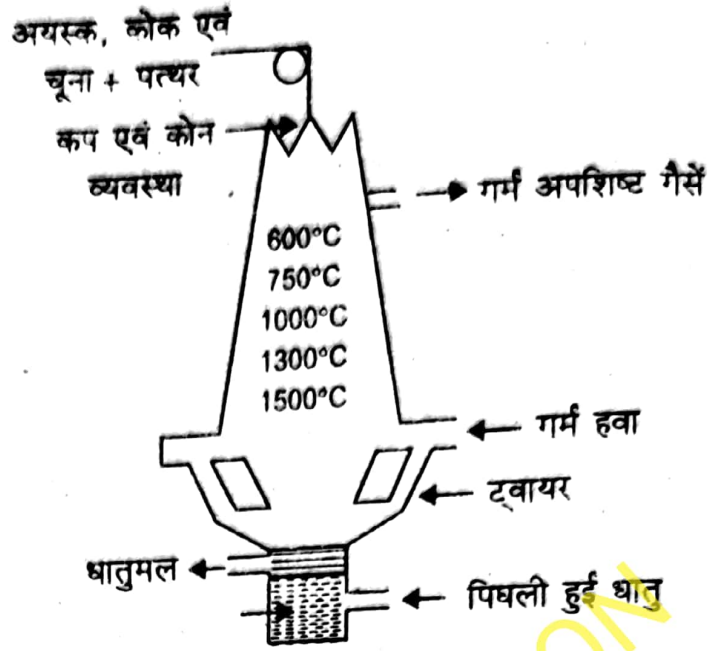 अयस्क, कोक एवं
चूना + पत्थर
कप एवं कोन
व्यवस्था
गर्म अपशिष्ट गैसें
600°C
750°C
1000°C
1300°C
1500°C
गर्म हवा
ट्वायर
धातुमल
पिघली हुई धातु
ON